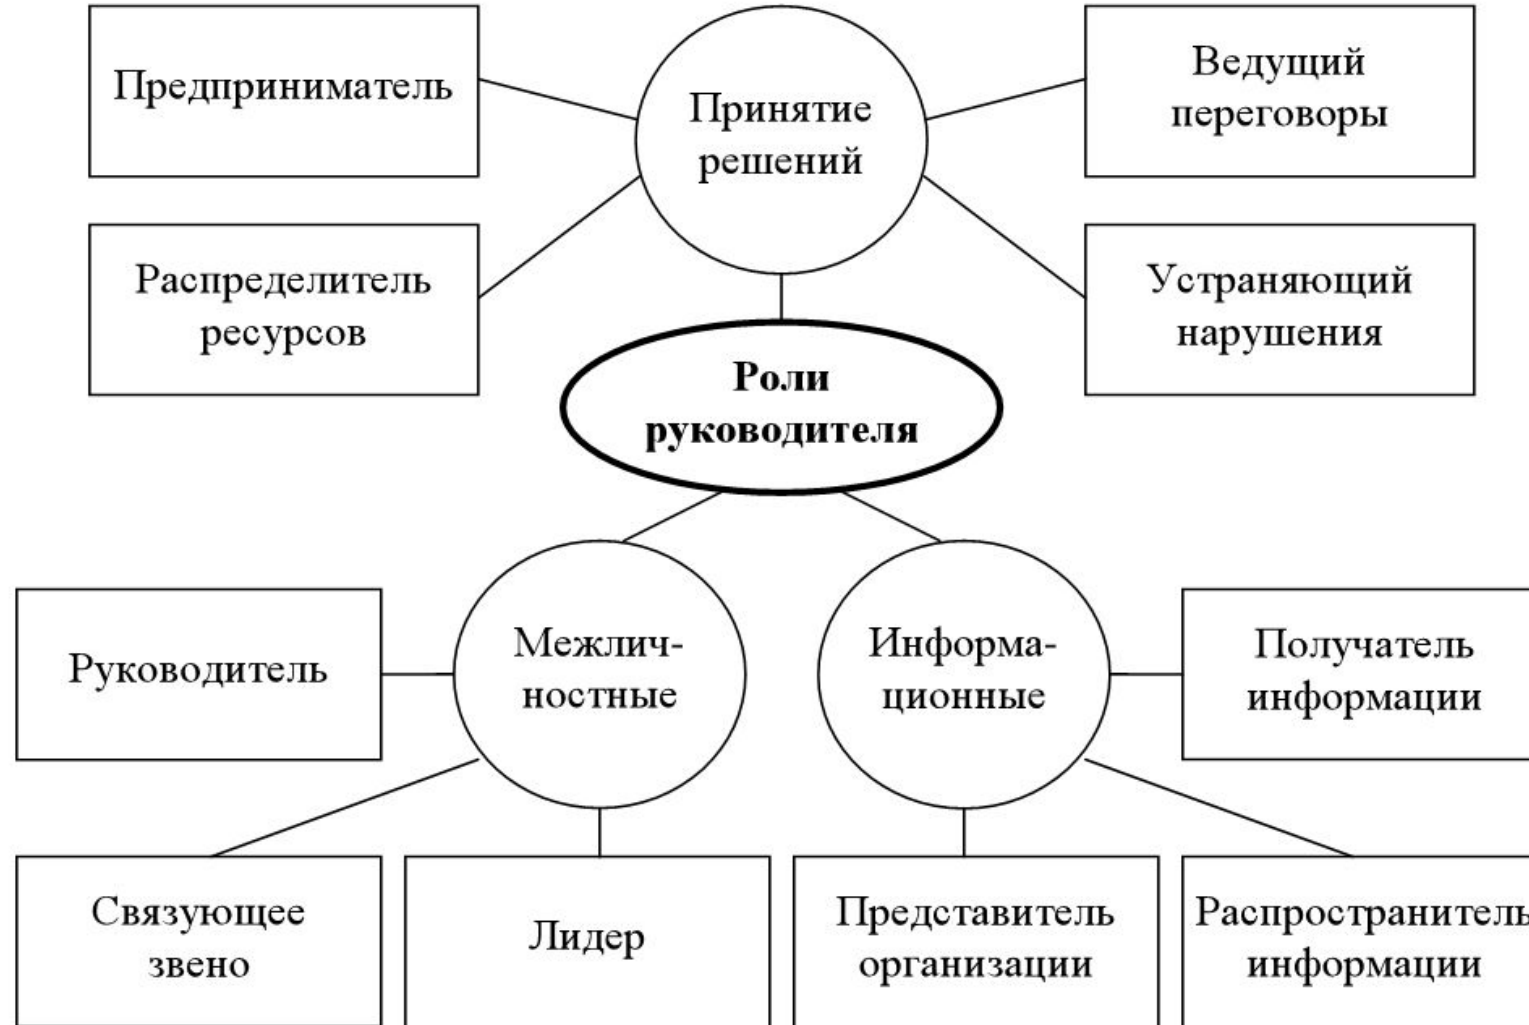 Предприниматель
Принятие
решений
Ведущий
переговоры
Распределитель
ресурсов
Устраняющий
нарушения
Роли
руководителя
Руководитель
Межлич-
ностные
Информа-
ционные
Получатель
информации
Связующее
звено
Лидер
Представитель
организации
Распространитель
информации